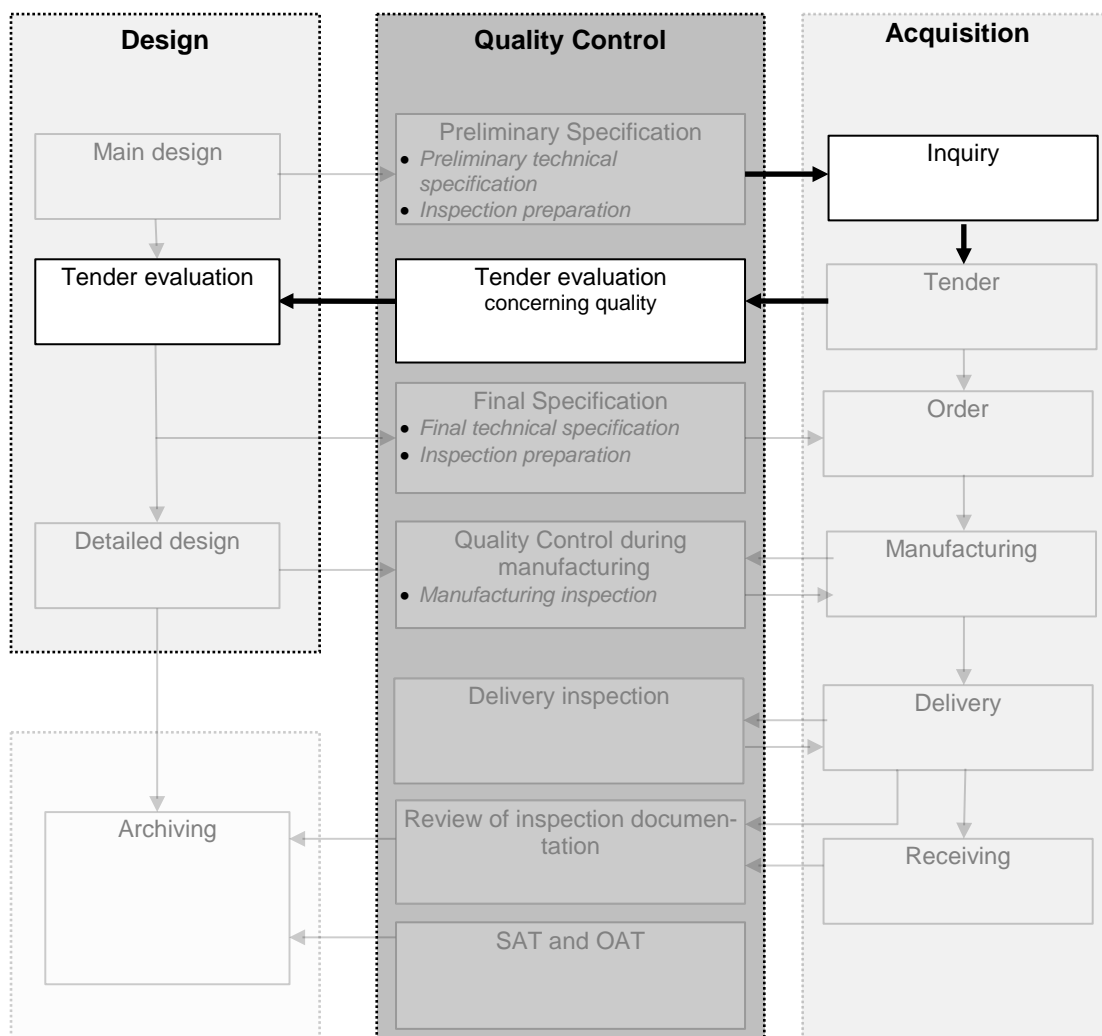 Design
Quality Control
Acquisition
Main design
Preliminary Specification
• Preliminary technical
specification
• Inspection preparation
Inquiry
Tender evaluation
Tender evaluation
concerning quality
Tender
Final Specification
• Final technical specification
• Inspection preparation
Order
Detailed design
Quality Control during
manufacturing
• Manufacturing inspection
Manufacturing
Delivery inspection
Delivery
Archiving
Review of inspection documen-
tation
Receiving
SAT and OAT